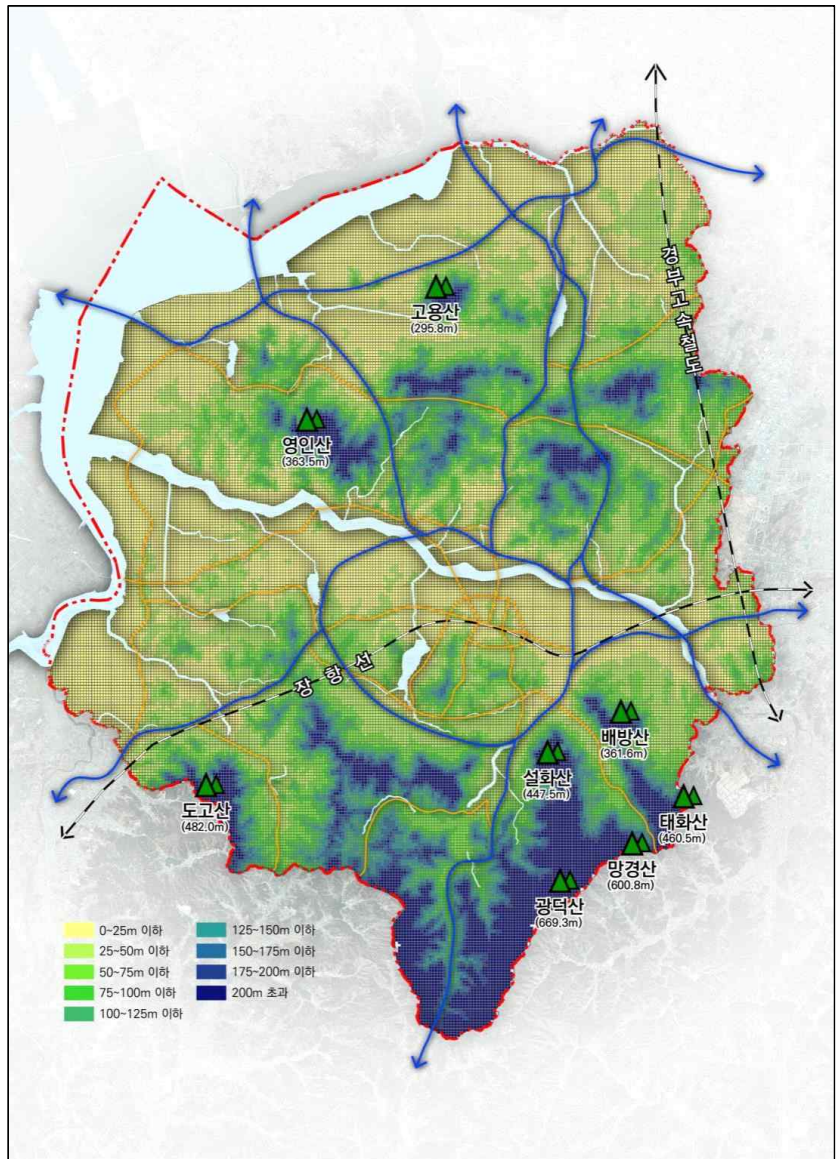 경부고속철도
고용산
(295.8m)
영인산
(363.5m)
장항선
배방산
(361.6m)
설화산
(447.5m)
도고산
(482.0m)
태화산
(460.5m)
망경산
(600.8m)
광덕산
(669.3m)
0~25m 이하
25~50m 이하
50~75m 이하
75~100m 이하
100~125m 이하
125~150m 이하
150~175m 이하
175~200m 이하
200m 초과